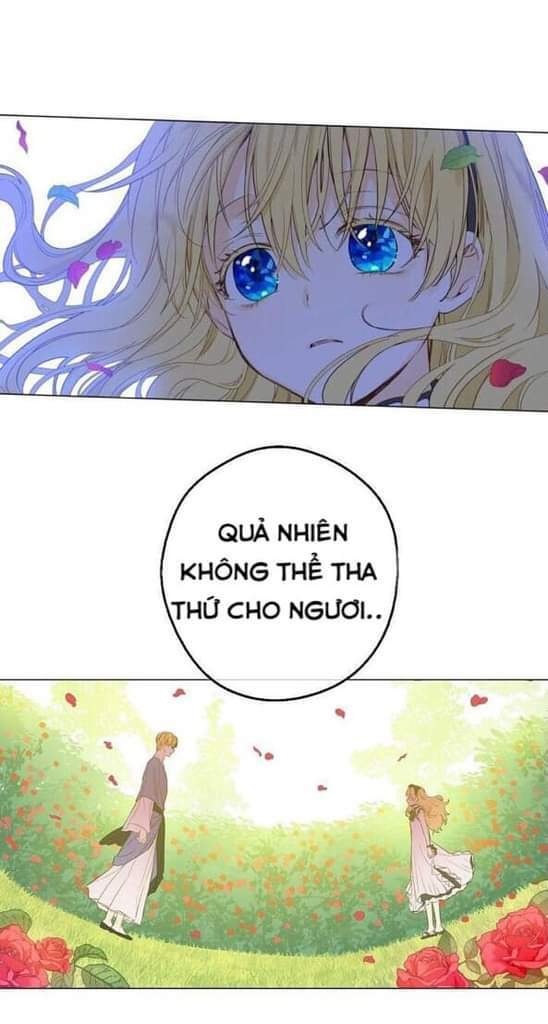 QUẢ NHIÊN
KHÔNG THỂ THA
THỨ CHO NGƯƠI..